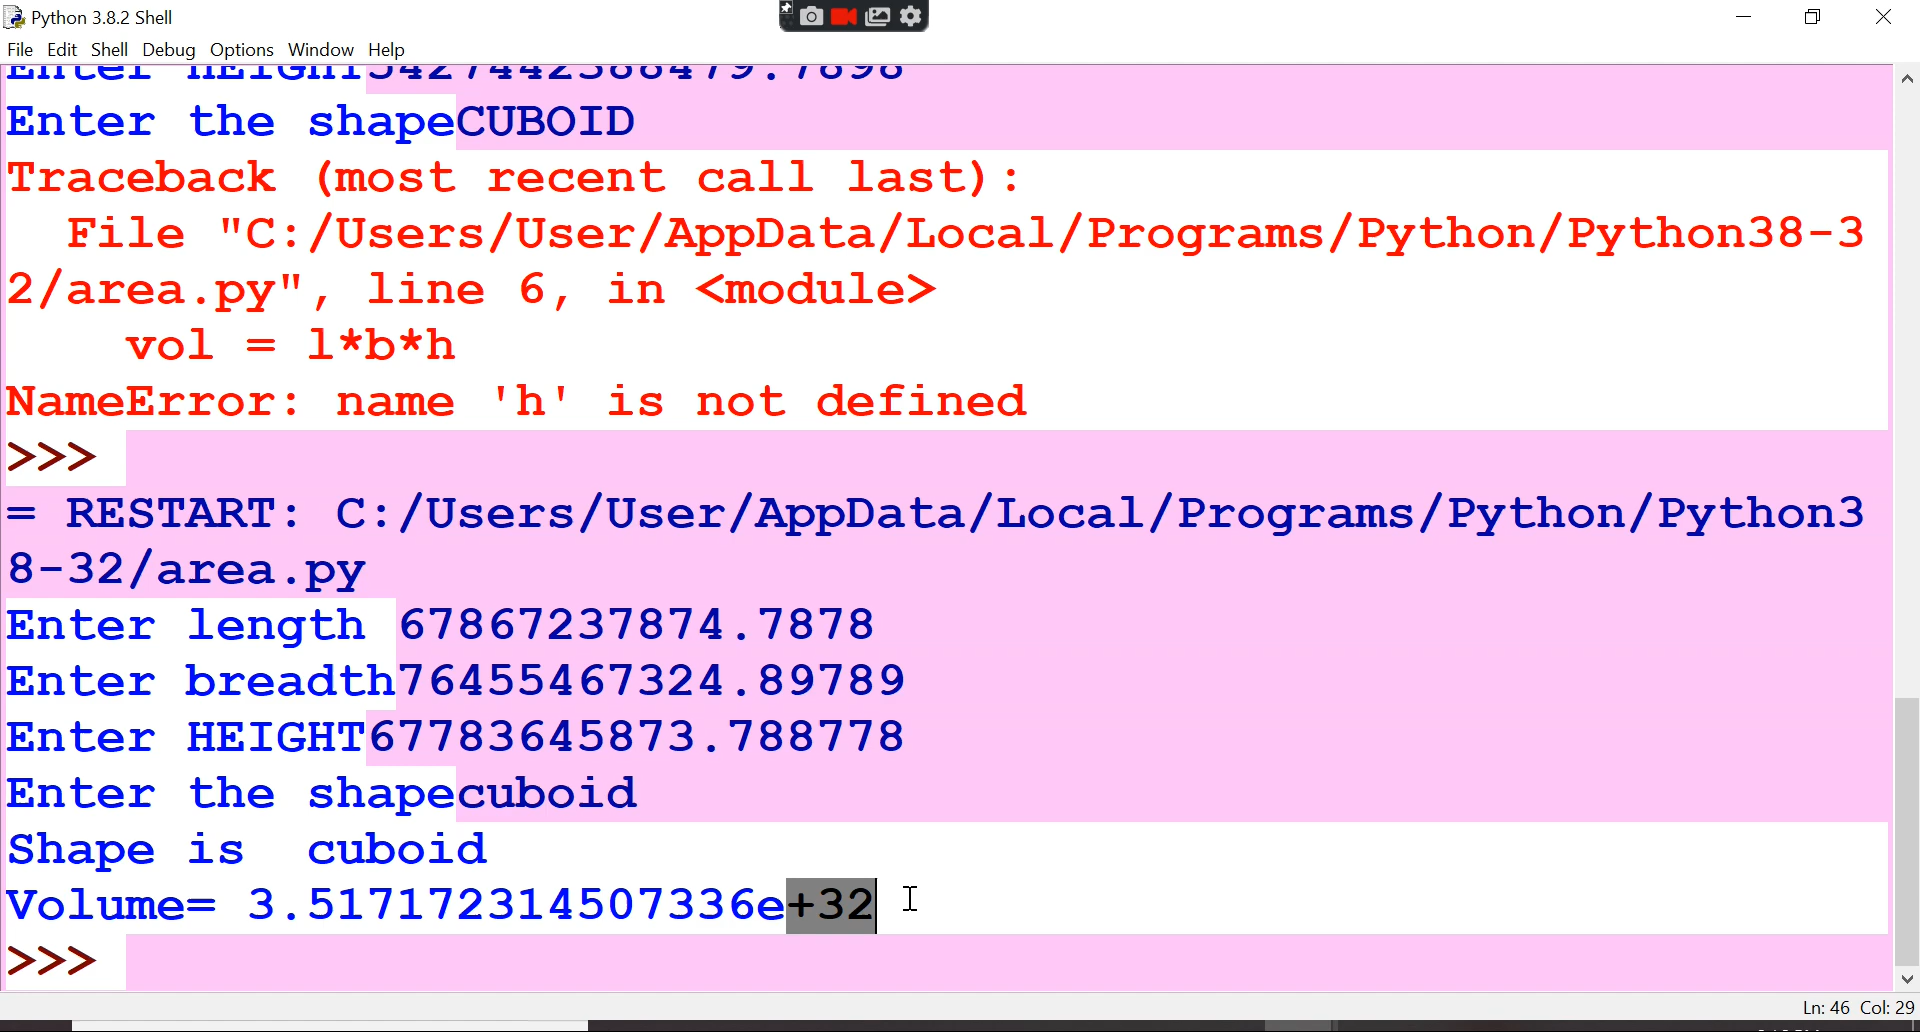 Python 3.8.2 Shell
File Edit Shell Debug Options Window Help
Enter the shapeCUBOID
Traceback (most recent call last):
File "C:/Users/User/AppData/Local/Programs/Python/Python38-3
2/area.py", line 6, in <module>
vol = l*b*h
NameError: name 'h' is not defined
>>>
= RESTART: C:/Users/User/AppData/Local/Programs/Python/Python3
8-32/area.py
Enter length 67867237874.7878
Enter breadth76455467324.89789
Enter HEIGHT67783645873.788778
Enter the shapecuboid
Shape is  cuboid
Volume= 3.517172314507336e+32
>>>
Ln: 46 Col: 29